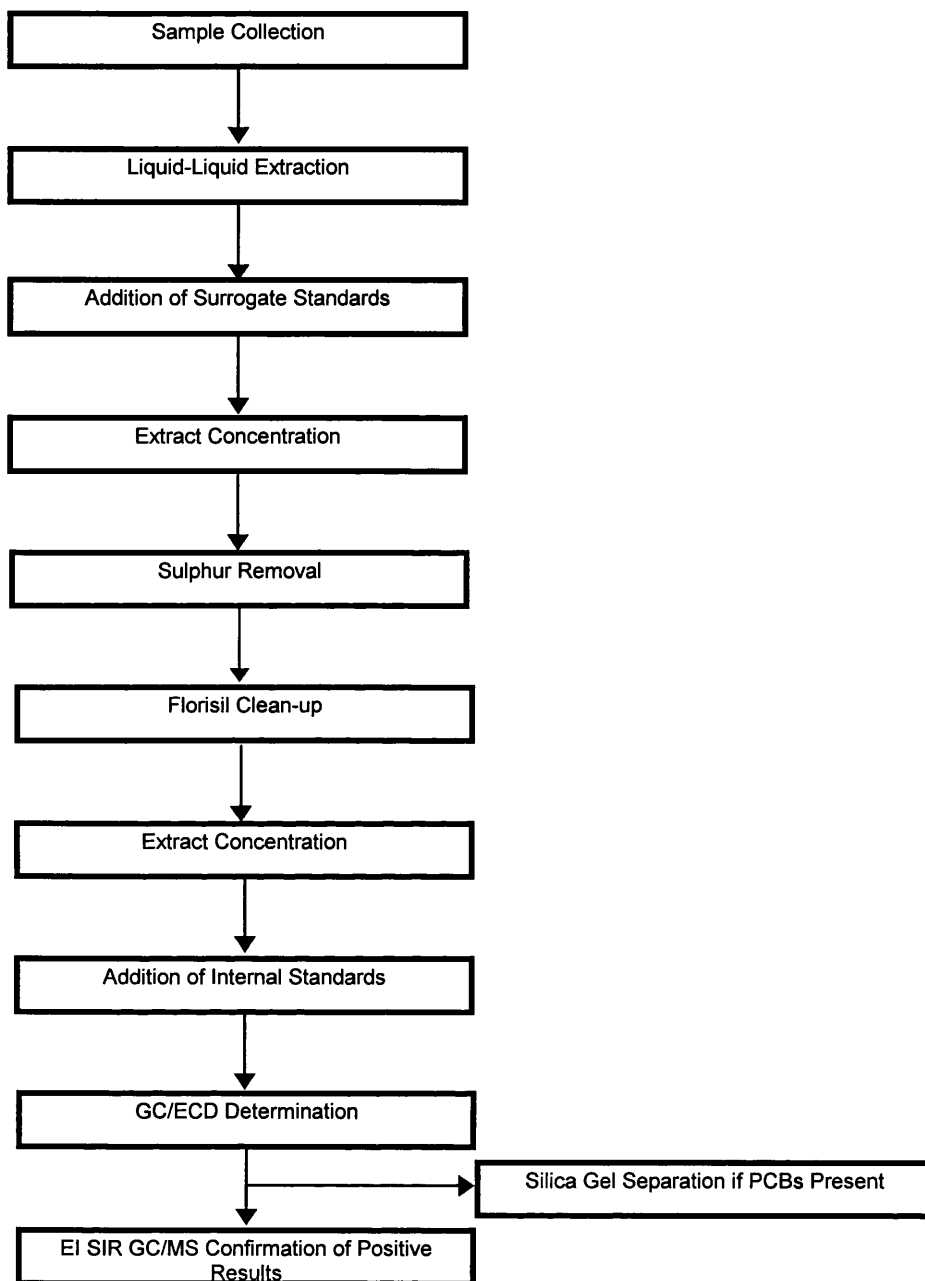 Sample Collection
Liquid-Liquid Extraction
Addition of Surrogate Standards
Extract Concentration
Sulphur Removal
Florisil Clean-up
Extract Concentration
Addition of Internal Standards
GC/ECD Determination
Silica Gel Separation if PCBs Present
EI SIR GC/MS Confirmation of Positive
Results